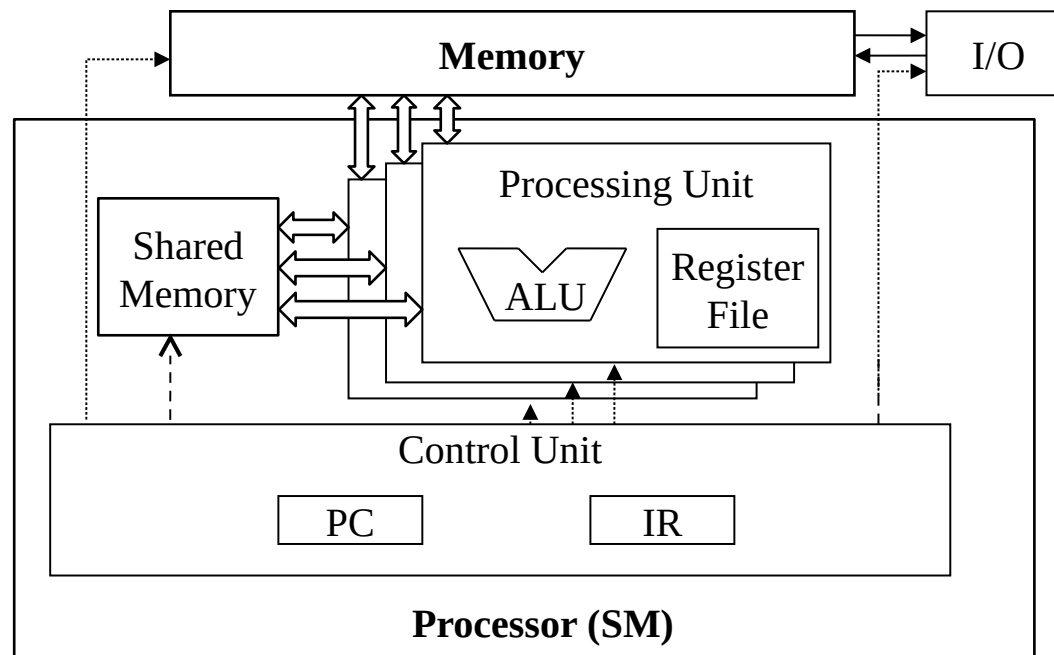 Memory
I/O
Processing Unit
Shared
Memory
ALU
Register
File
Control Unit
PC
IR
Processor (SM)